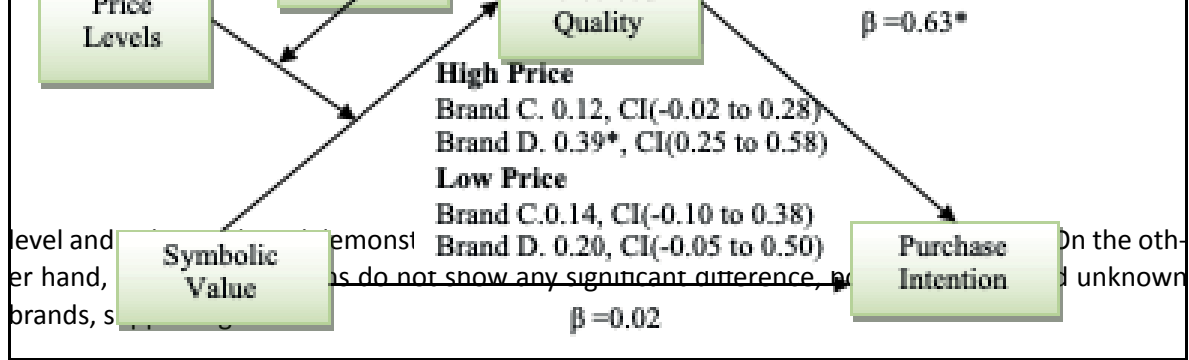 Price
Levels
Quality
β =0.63*
High Price
Brand C. 0.12, CI(-0.02 to 0.28)
Brand D. 0.39*, CI(0.25 to 0.58)
Low Price
Brand C.0.14, CI(-0.10 to 0.38)
Brand D. 0.20, CI(-0.05 to 0.50)
Symbolic
Value
Purchase
Intention
β =0.02
level and On the oth-
er hand, do not show any significant difference, unknown
brands,